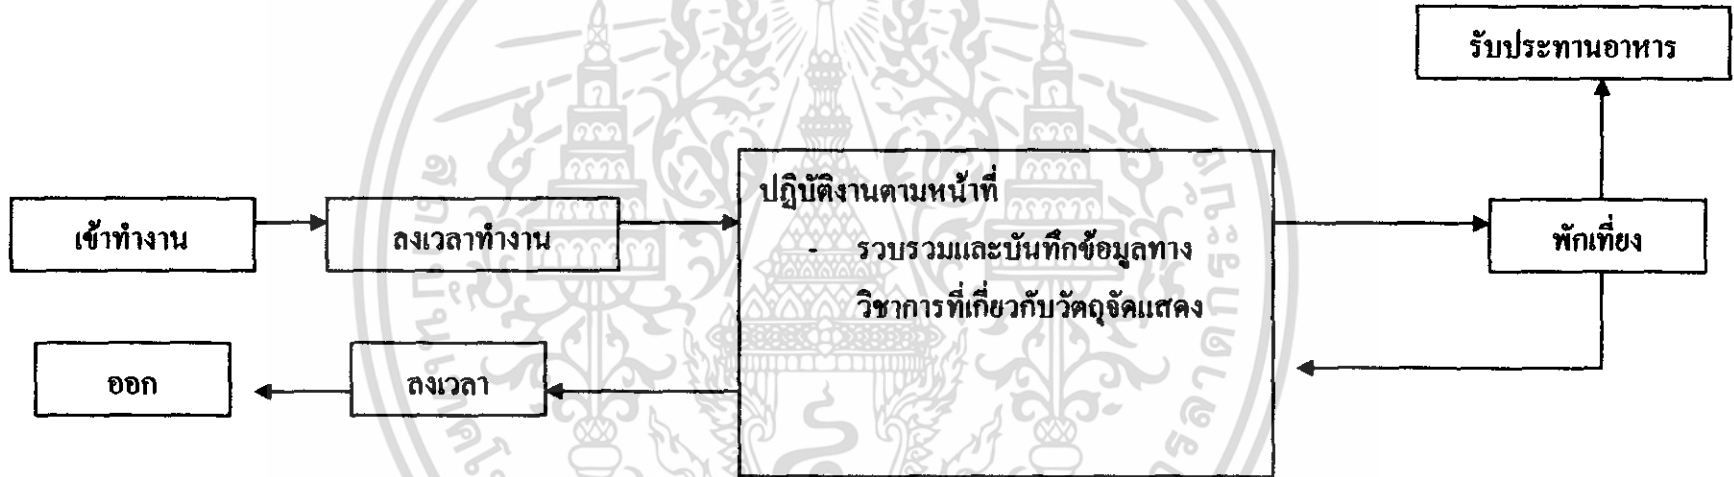 รับประทานอาหาร
เข้าทำงาน
ลงเวลาทำงาน
ปฏิบัติงานตามหน้าที่
- รวบรวมและบันทึกข้อมูลทาง
วิชาการที่เกี่ยวกับวัตถุจัดแสดง
พักเที่ยง
ออก
ลงเวลา